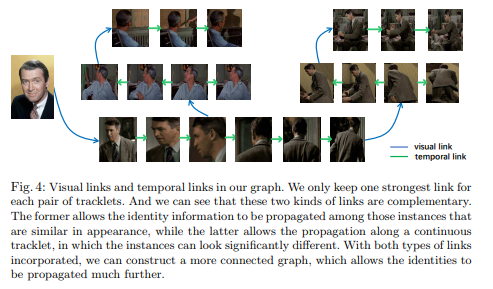 visual link
temporal link
Fig. 4: Visual links and temporal links in our graph. We only keep one strongest link for
each pair of tracklets. And we can see that these two kinds of links are complementary.
The former allows the identity information to be propagated among those instances that
are similar in appearance, while the latter allows the propagation along a continuous
tracklet, in which the instances can look significantly different. With both types of links
incorporated, we can construct a more connected graph, which allows the identities to
be propagated much further.